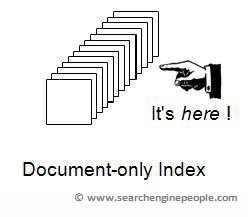 It's here !
Document-only Index
© www.searchenginepeople.com